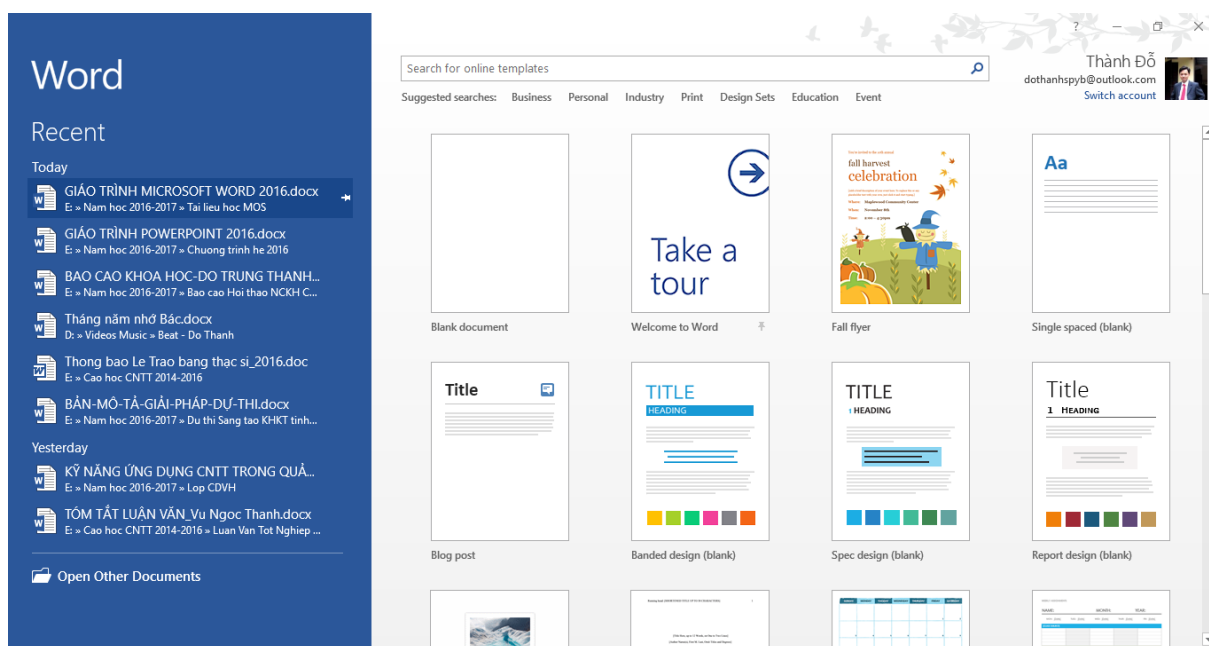 ?
Word
Search for online templates
Thành Đỗ
dothanhspyb@outlook.com
Switch account
Suggested searches: Business Personal Industry Print Design Sets Education Event
Recent
Today
GIÁO TRÌNH MICROSOFT WORD 2016.docx
E: » Nam hoc 2016-2017 » Tai lieu hoc MOS
GIÁO TRÌNH POWERPOINT 2016.docx
E: » Nam hoc 2016-2017 » Chuong trinh he 2016
BAO CAO KHOA HOC-DO TRUNG THANH...
E: » Nam hoc 2016-2017 » Bao cao Hoi thao NCKH C...
Tháng năm nhớ Bác.docx
D: » Videos Music » Beat - Do Thanh
Thong bao Le Trao bang thạc si_2016.doc
E: » Cao hoc CNTT 2014-2016
BẢN-MÔ-TẢ-GIẢI-PHÁP-DỰ-THI.docx
E: » Nam hoc 2016-2017 » Du thi Sang tao KHKT tinh...
Yesterday
KỸ NĂNG ỨNG DỤNG CNTT TRONG QUẢ...
E: » Nam hoc 2016-2017 » Lop CDVH
TÓM TẮT LUẬN VĂN_Vu Ngoc Thanh.docx
E: » Cao hoc CNTT 2014-2016 » Luan Van Tot Nghiep ...
Open Other Documents
Take a
tour
fall harvest
celebration
Aa
Blank document
Welcome to Word
Fall flyer
Single spaced (blank)
Title
TITLE
HEADING
TITLE
1 HEADING
Title
1 HEADING
Blog post
Banded design (blank)
Spec design (blank)
Report design (blank)
NAME:
MONTH:
YEAR: